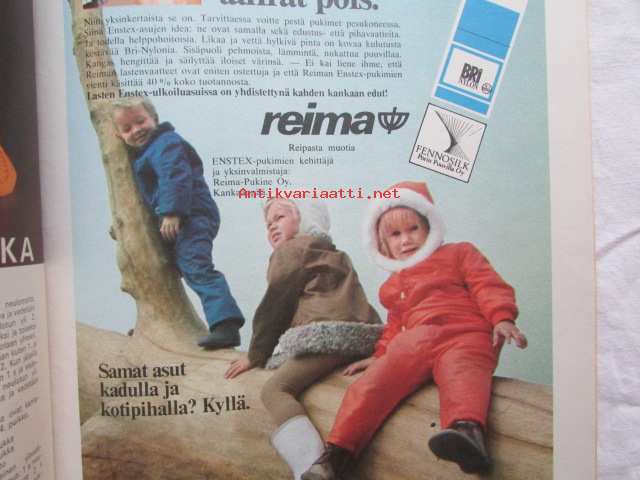 pois.
Niin yksinkertaista se on. Tarvittaessa voitte pestä pukimet pesukoneessa.
Siinä Enstex-asujen idea: ne ovat samalla sekä edustus- että pihavaatteita.
Ja todella helppohoitoisia. Likaa ja vettä hylkivä pinta on kovaa kulutusta
kestävää Bri-Nylonia. Sisäpuoli pehmoista, lämmintä, nukattua puuvillaa.
Kangas hengittää ja säilyttää iloiset värinsä. — Ei kai liene ihme, että
Reiman lastenvaatteet ovat eniten ostettuja ja että Reiman Enstex-pukimien
vienti käsittää 40 % koko tuotannosta.
Lasten Enstex-ulkoiluasuissa on yhdistettynä kahden kankaan edut!
BRI
NYLON
reima
Reipasta muotia
FENNOSILK
Porin Puuvilla Oy
ENSTEX-pukimien kehittäjä
ja yksinvalmistaja:
Reima-Pukine Oy,
Antikvariaatti.net
KA
Samat asut
kadulla ja
kotipihalla? Kyllä.